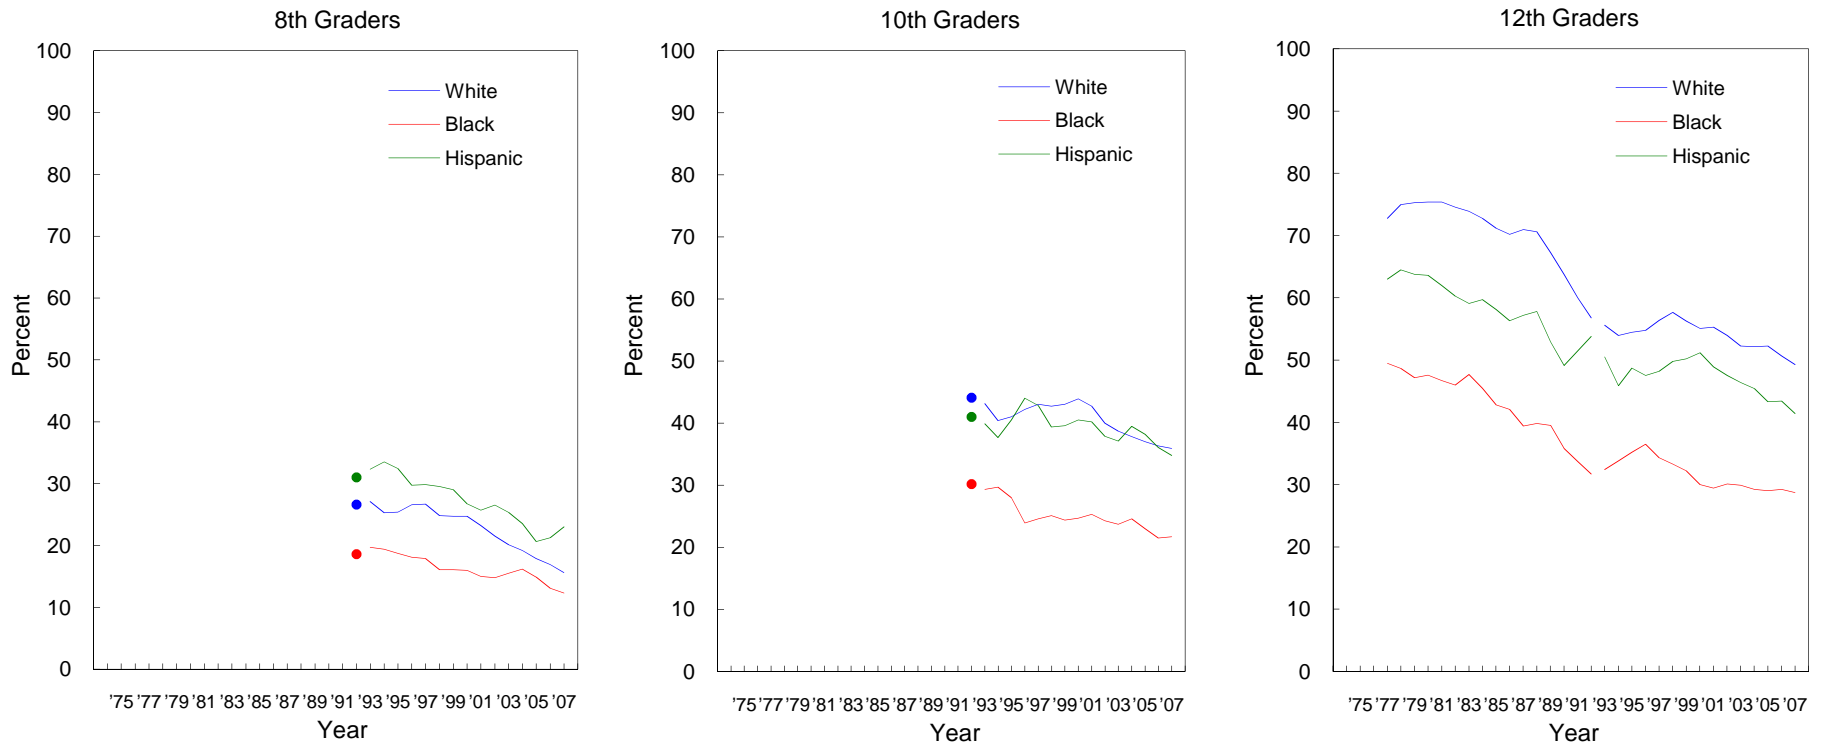 8th Graders
100
90
80
70
60
50
40
30
20
10
0
Percent
White
Black
Hispanic
’75 ’77 ’79 ’81 ’83 ’85 ’87 ’89 ’91 ’93 ’95 ’97 ’99 ’01 ’03 ’05 ’07
Year
10th Graders
100
90
80
70
60
50
40
30
20
10
0
Percent
White
Black
Hispanic
’75 ’77 ’79 ’81 ’83 ’85 ’87 ’89 ’91 ’93 ’95 ’97 ’99 ’01 ’03 ’05 ’07
Year
12th Graders
100
90
80
70
60
50
40
30
20
10
0
Percent
White
Black
Hispanic
’75 ’77 ’79 ’81 ’83 ’85 ’87 ’89 ’91 ’93 ’95 ’97 ’99 ’01 ’03 ’05 ’07
Year